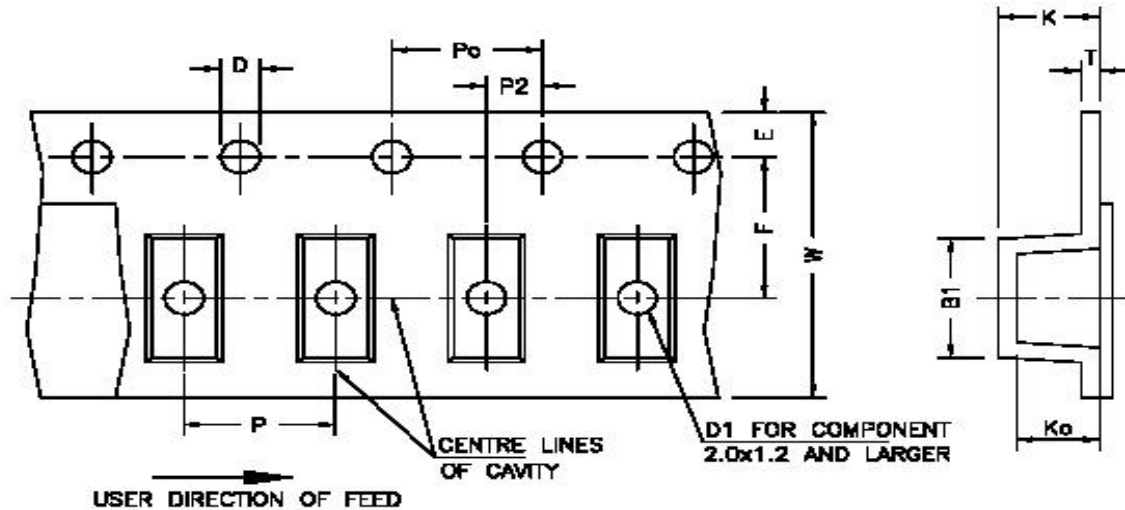 K
Po
D
T
P2
E
F
W
B1
P
CENTRE LINES
OF CAVITY
D1 FOR COMPONENT
2.0x1.2 AND LARGER
Ko
USER DIRECTION OF FEED